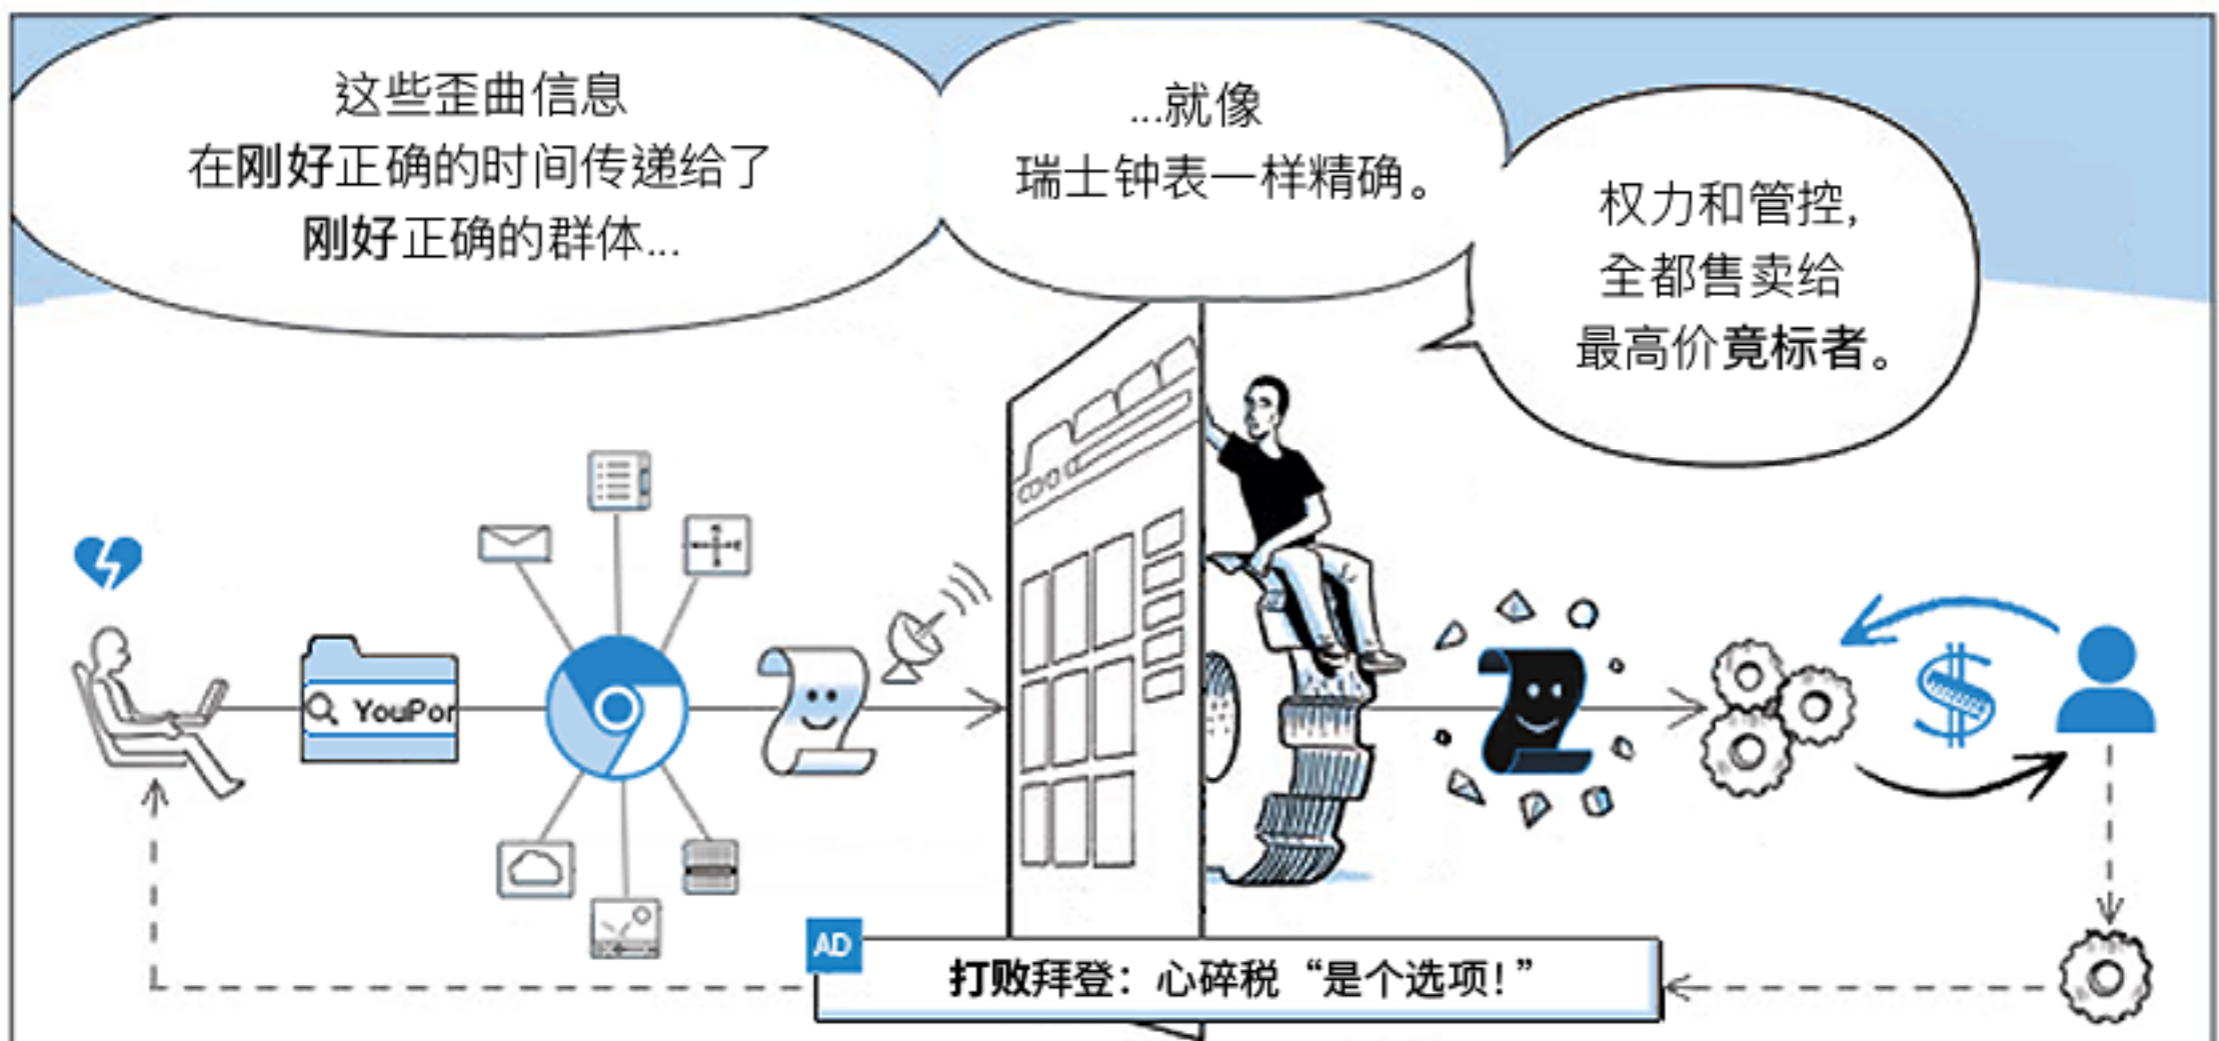 这些歪曲信息
在刚好正确的时间传递给了
刚好正确的群体...
...就像
瑞士钟表一样精确。
权力和管控,
全都售卖给
最高价竟标者。
YouPor
AD
打败拜登：心碎税“是个选项！”